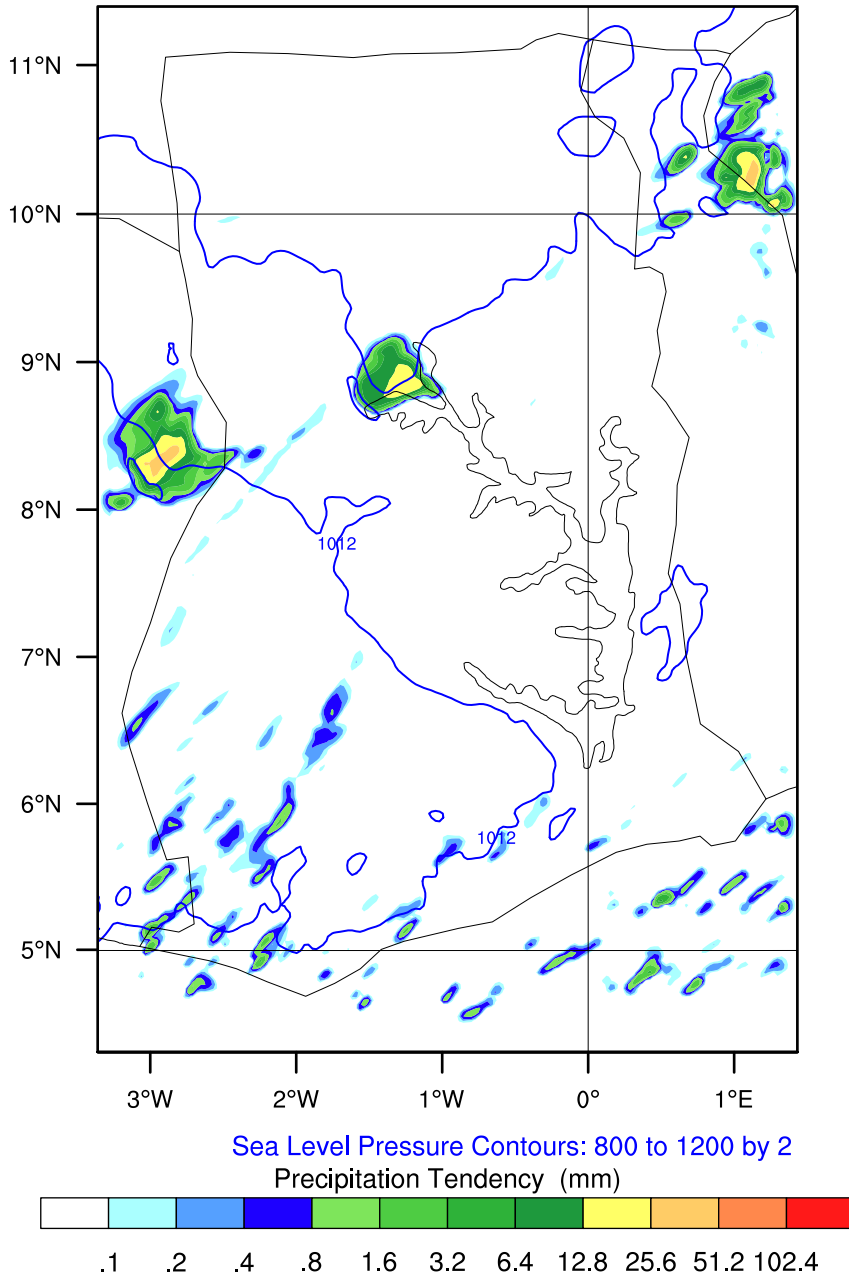 11°N
10°N
9°N
8°N
1012
7°N
6°N
1012
5°N
3°W 2°W 1°W 0° 1°E
Sea Level Pressure Contours: 800 to 1200 by 2
Precipitation Tendency (mm)
.1 .2 .4 .8 1.6 3.2 6.4 12.8 25.6 51.2 102.4